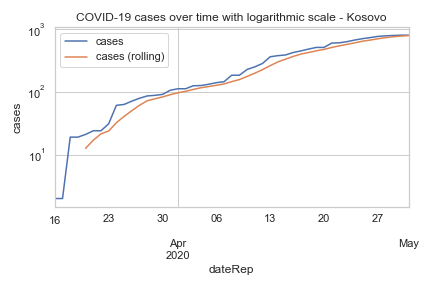 COVID-19 cases over time with logarithmic scale - Kosovo
10³
cases
cases (rolling)
10²
10¹
cases
16
23
30
06
13
20
27
Apr
2020
May
dateRep